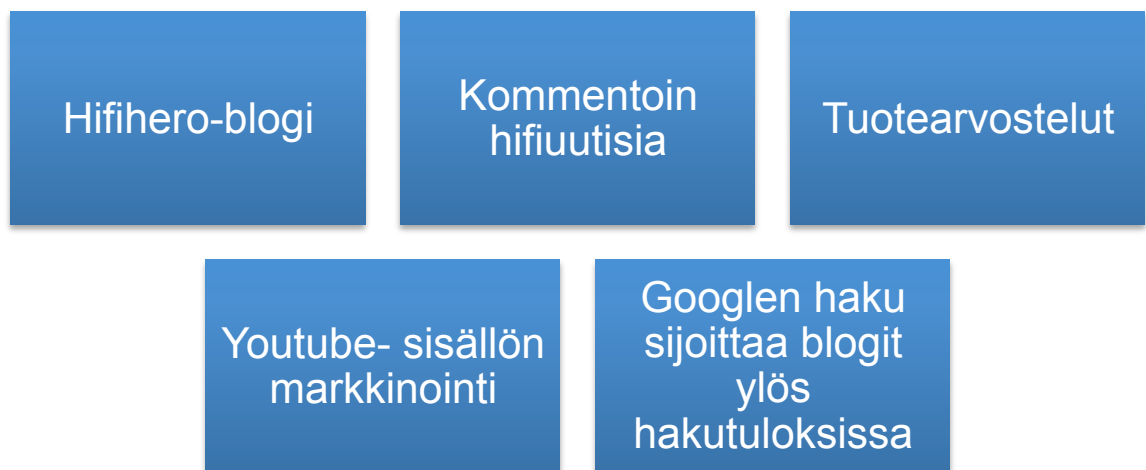 Hifihero-blogi
Kommentoin
hifiuutisia
Tuotearvostelut
Youtube- sisällön
markkinointi
Googlen haku
sijoittaa blogit
ylös
hakutuloksissa